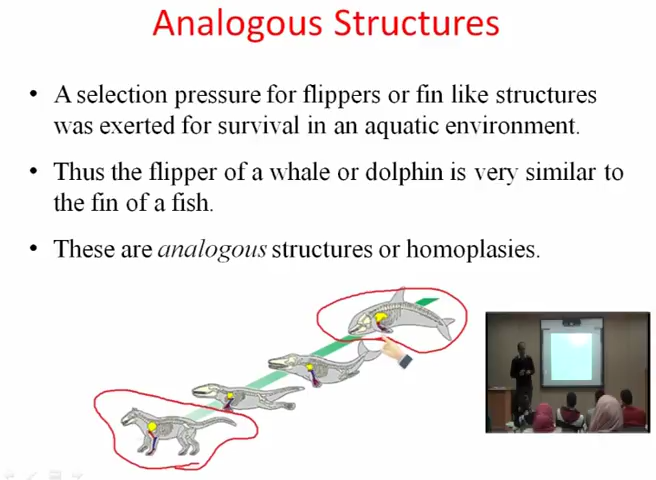 Analogous Structures
• A selection pressure for flippers or fin like structures
was exerted for survival in an aquatic environment.
• Thus the flipper of a whale or dolphin is very similar to
the fin of a fish.
• These are analogous structures or homoplasies.